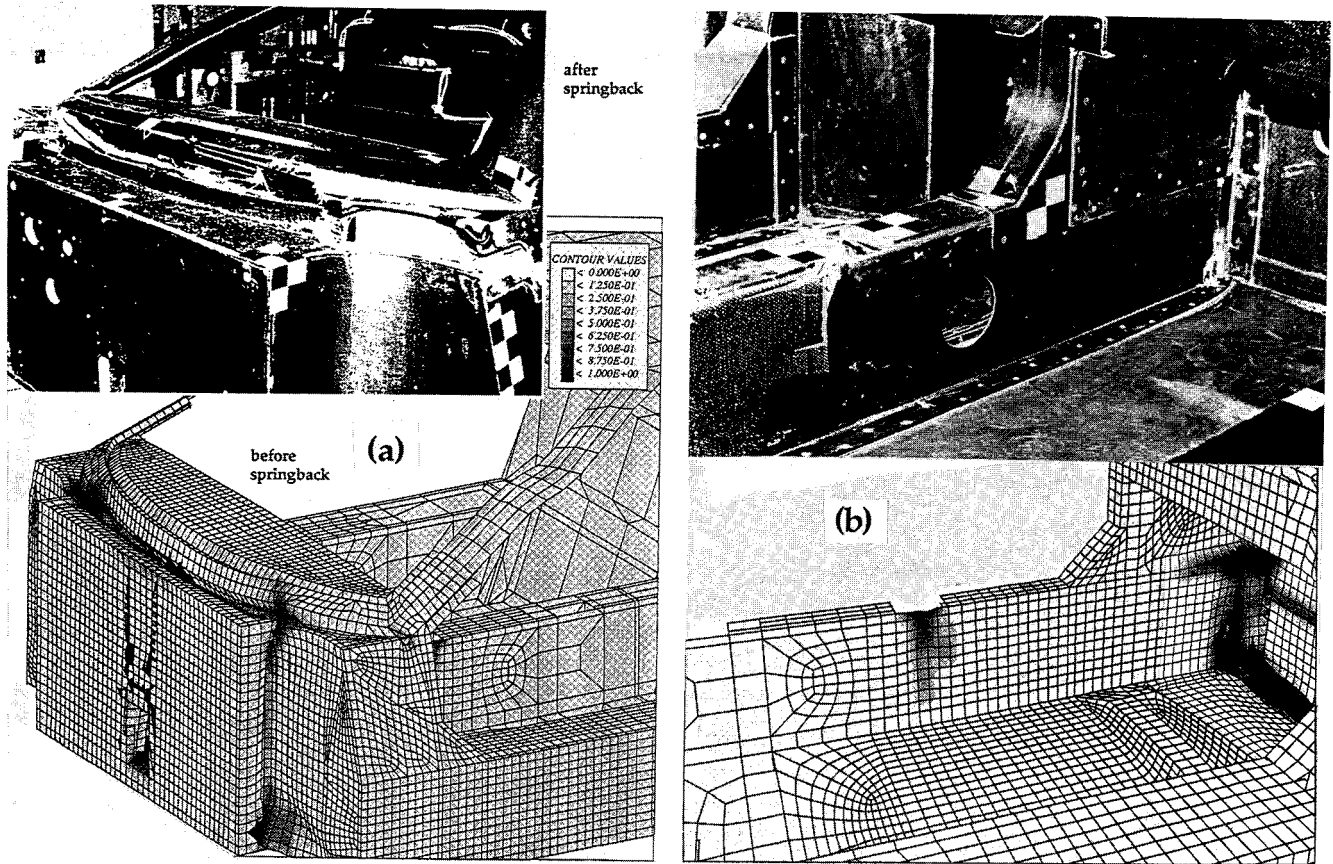 after
springback
CONTOUR VALUES
< 0.000E+00
< 1.250E-01
< 2.500E-01
< 3.750E-01
< 5.000E-01
< 6.250E-01
< 7.500E-01
< 8.750E-01
< 1.000E+00
before
springback
(a)
(b)